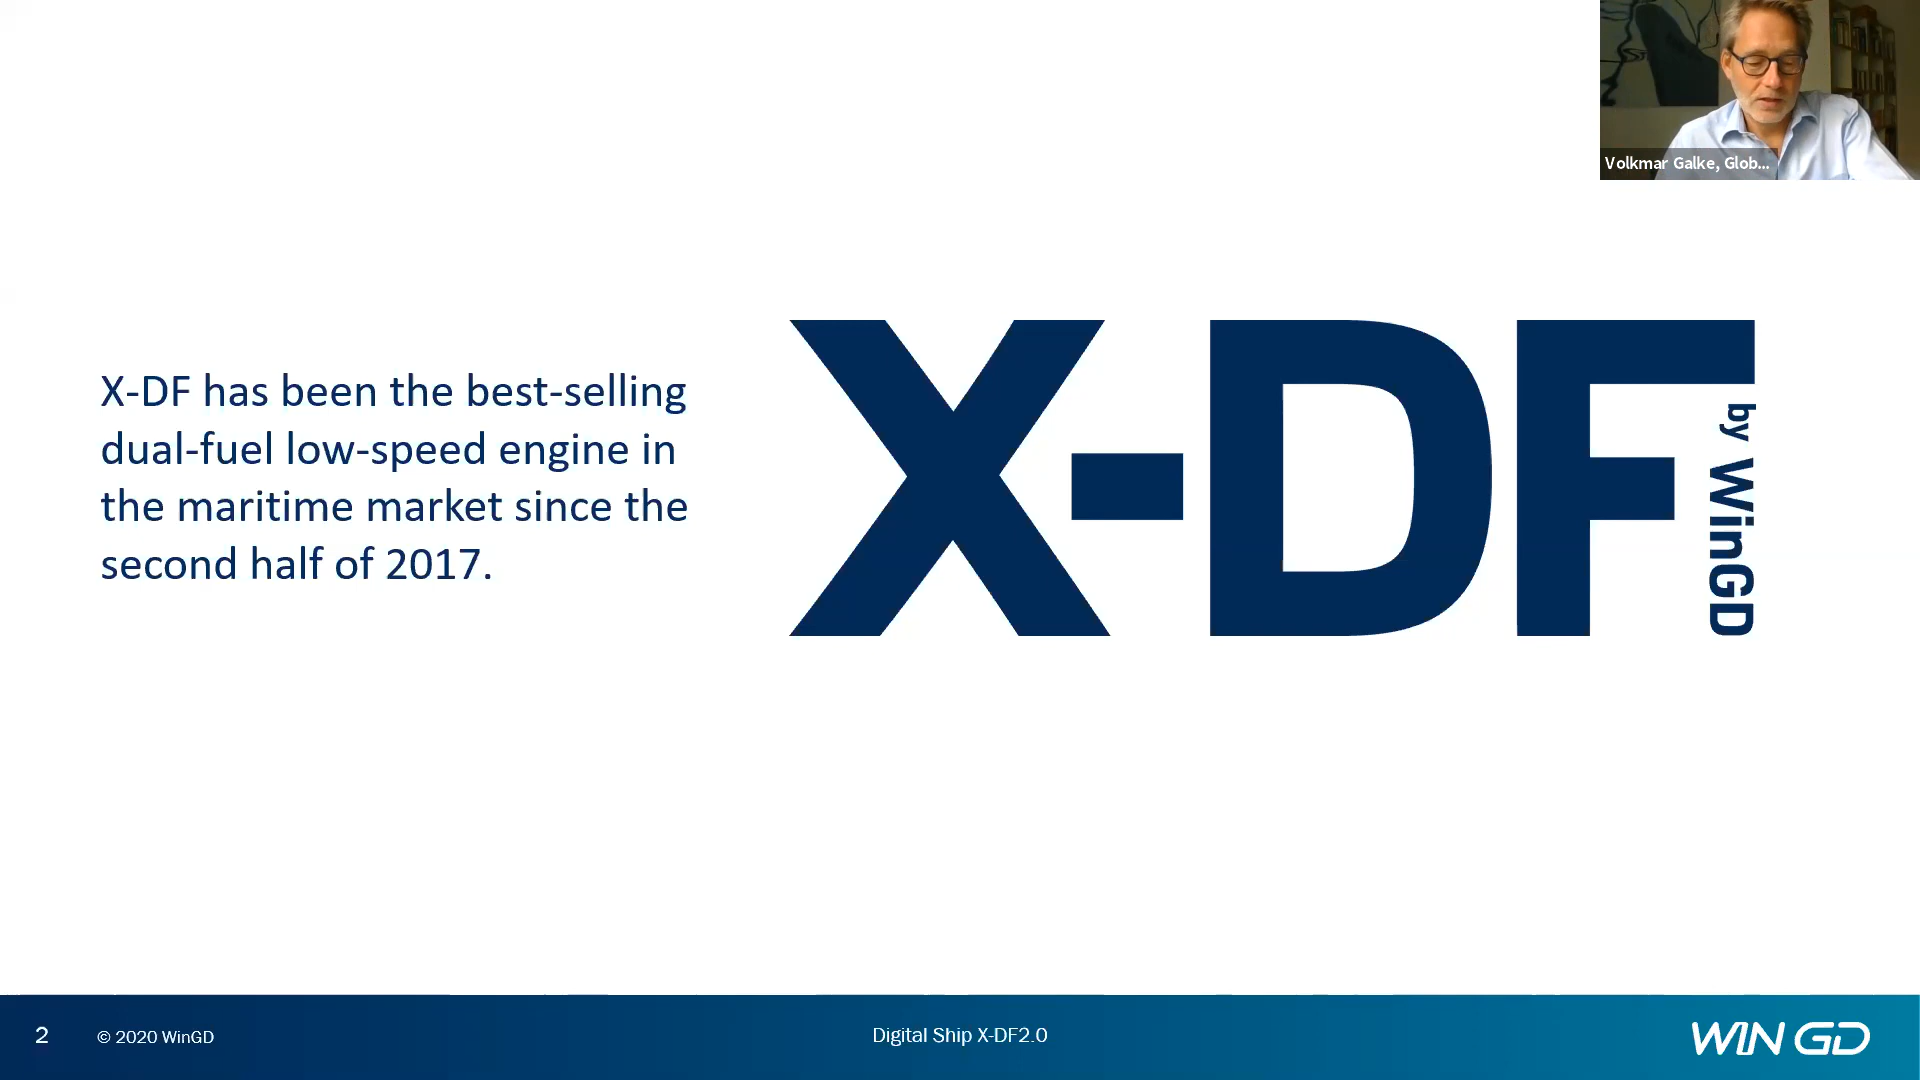 Volkmar Galke, Glob...
X-DF has been the best-selling
dual-fuel low-speed engine in
the maritime market since the
second half of 2017.
X-DF
by WinGD
2
© 2020 WinGD
Digital Ship X-DF2.0
WIN GD